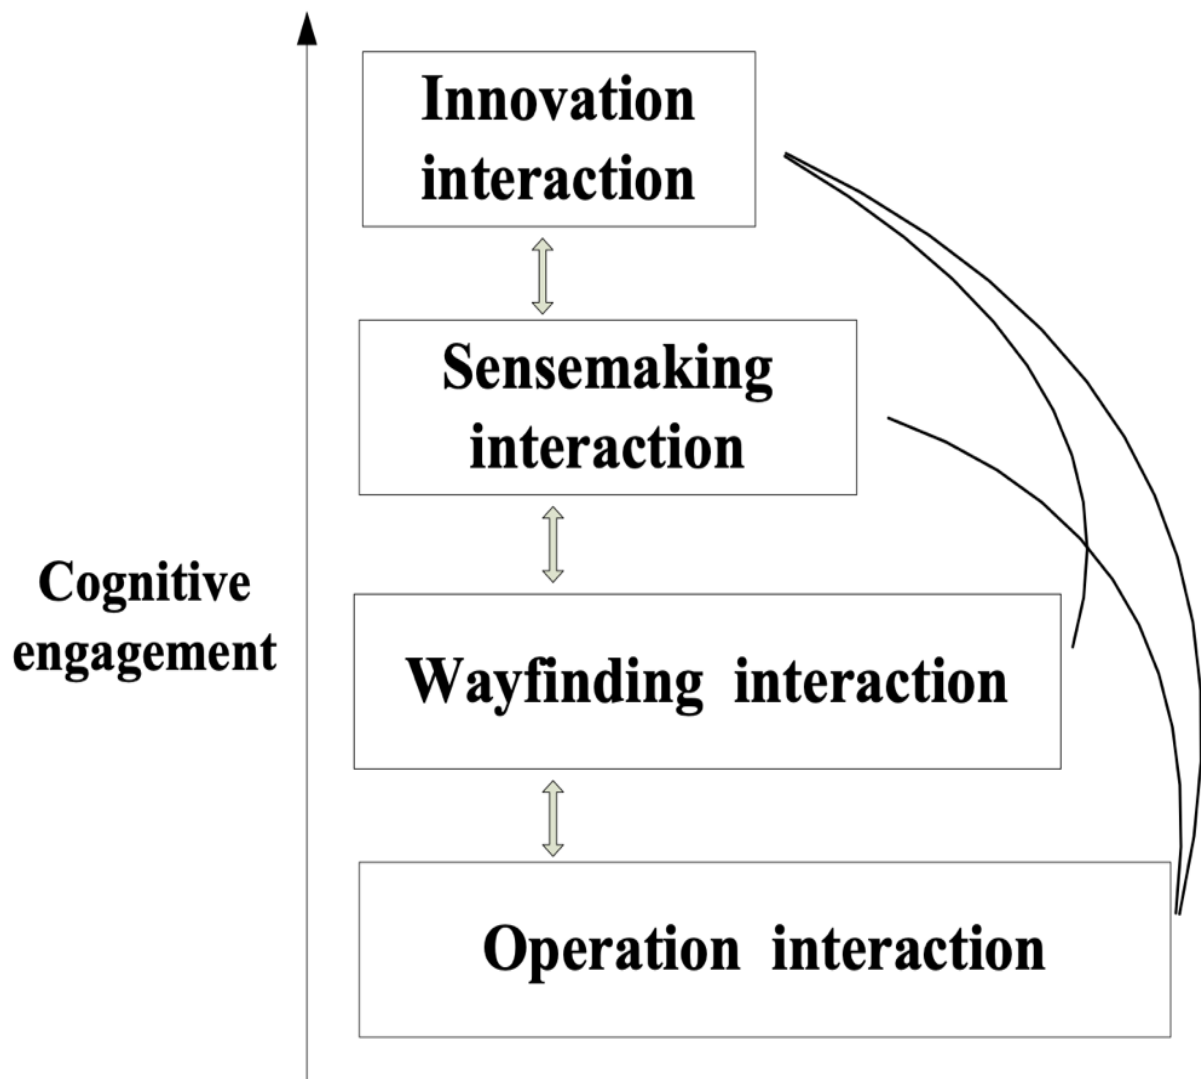 Innovation
interaction
Sensemaking
interaction
Cognitive
engagement
Wayfinding interaction
Operation interaction